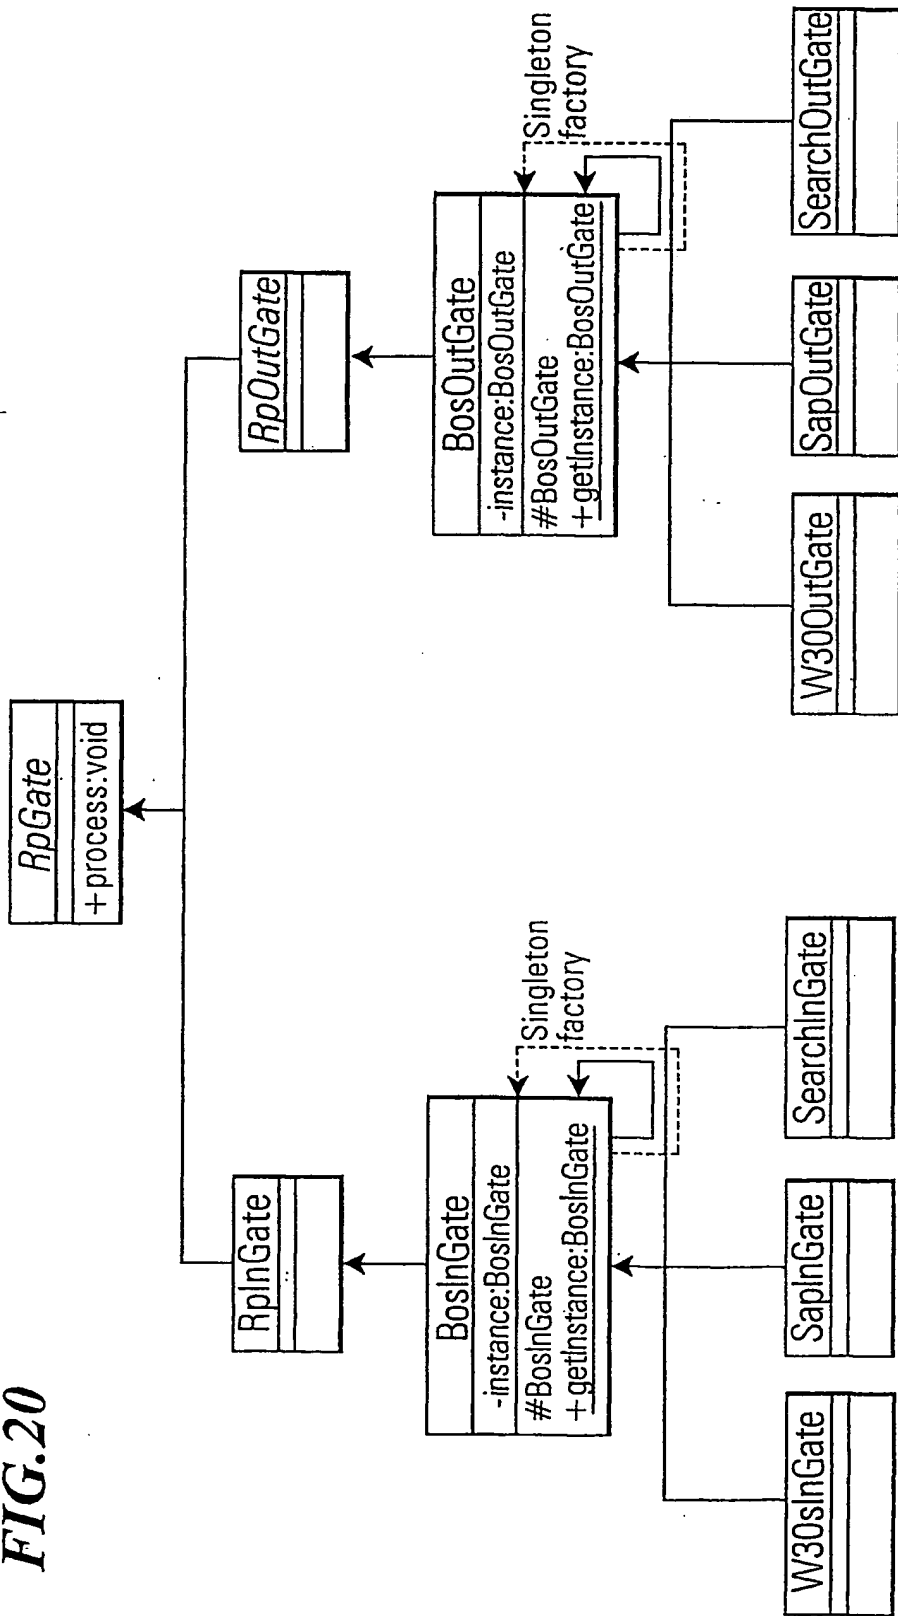 FIG.20
RpGate
+process:void
RpInGate
RpOutGate
BosInGate
-instance:BosInGate
#BosInGate
+getInstance:BosInGate
Singleton
factory
BosOutGate
-instance:BosOutGate
#BosOutGate
+getInstance:BosOutGate
Singleton
factory
W30sInGate
SapInGate
SearchInGate
W30OutGate
SapOutGate
SearchOutGate